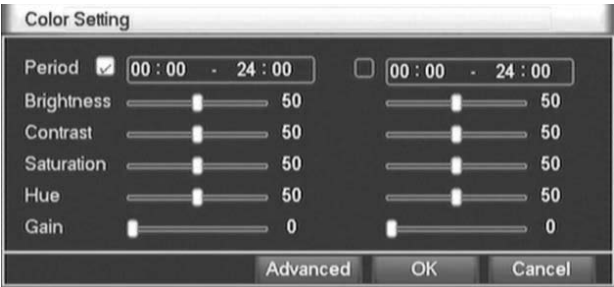 Color Setting
Period 00 : 00 - 24 : 00 00 : 00 - 24 : 00
Brightness 50 50
Contrast 50 50
Saturation 50 50
Hue 50 50
Gain 0 0
Advanced OK Cancel